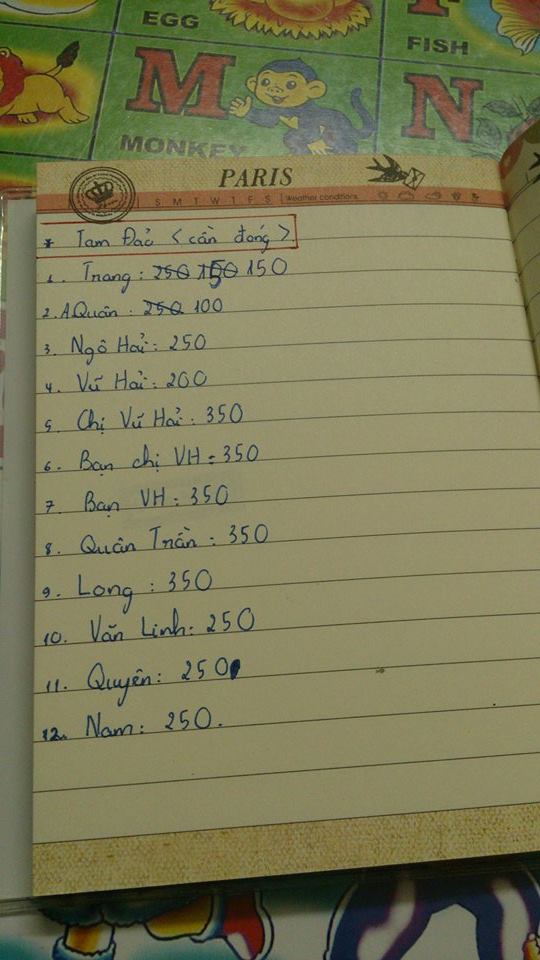 EGG
FISH
M
N
MONKEY
PARIS
S M T W T F S Weather conditions
* Tam Đảo < cần đóng >
1. Trang : 250 150 150
2. A Quân : 250 100
3. Ngô Hải : 250
4. Vũ Hải : 200
5. Chị Vũ Hải : 350
6. Bạn chị VH : 350
7. Bạn VH : 350
8. Quân Trần : 350
9. Long : 350
10. Văn Linh : 250
11. Quyên : 250
12. Nam : 250.